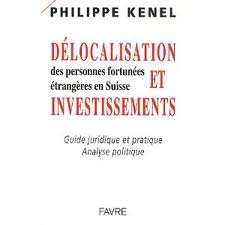 PHILIPPE KENEL
DÉLOCALISATION
des personnes fortunées
étrangères en Suisse
ET
INVESTISSEMENTS
Guide juridique et pratique
Analyse politique
FAVRE